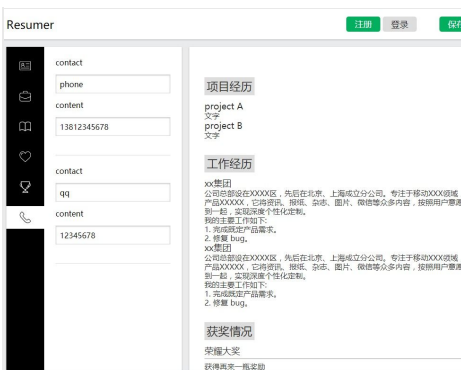 Resumer
注册
登录
保存
contact
phone
content
13812345678
contact
qq
content
12345678
项目经历
project A
文字
project B
文字
工作经历
xx集团
公司总部设在XXXX区，先后在北京、上海成立分公司。专注于移动XXX领域
产品XXXXX，它将资讯、报纸、杂志、图片、微信等众多内容，按照用户意愿
到一起，实现深度个性化定制。
我的主要工作如下:
1. 完成既定产品需求。
2. 修复 bug。
xx集团
公司总部设在XXXX区，先后在北京、上海成立分公司。专注于移动XXX领域
产品XXXXX，它将资讯、报纸、杂志、图片、微信等众多内容，按照用户意愿
到一起，实现深度个性化定制。
我的主要工作如下:
1. 完成既定产品需求。
2. 修复 bug。
获奖情况
荣耀大奖
获得再来一瓶奖励